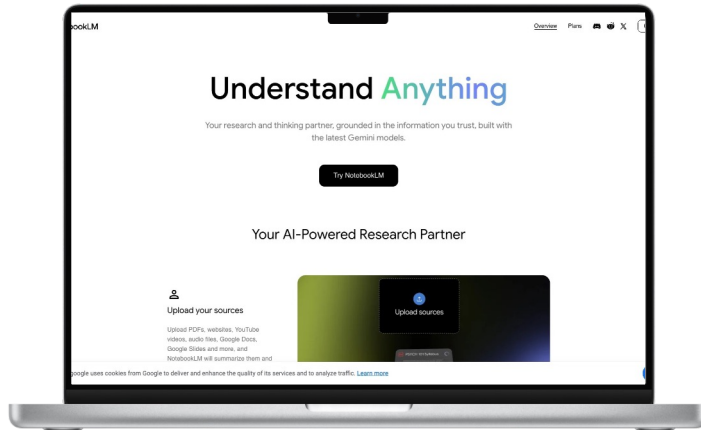 ookLM
Overview Plans
Understand Anything
Your research and thinking partner, grounded in the information you trust, built with
the latest Gemini models.
Try NotebookLM
Your AI-Powered Research Partner
Upload your sources
Upload PDFs, websites, YouTube
videos, audio files, Google Docs,
Google Slides and more, and
NotebookLM will summarize them and
Upload sources
google uses cookies from Google to deliver and enhance the quality of its services and to analyze traffic. Learn more